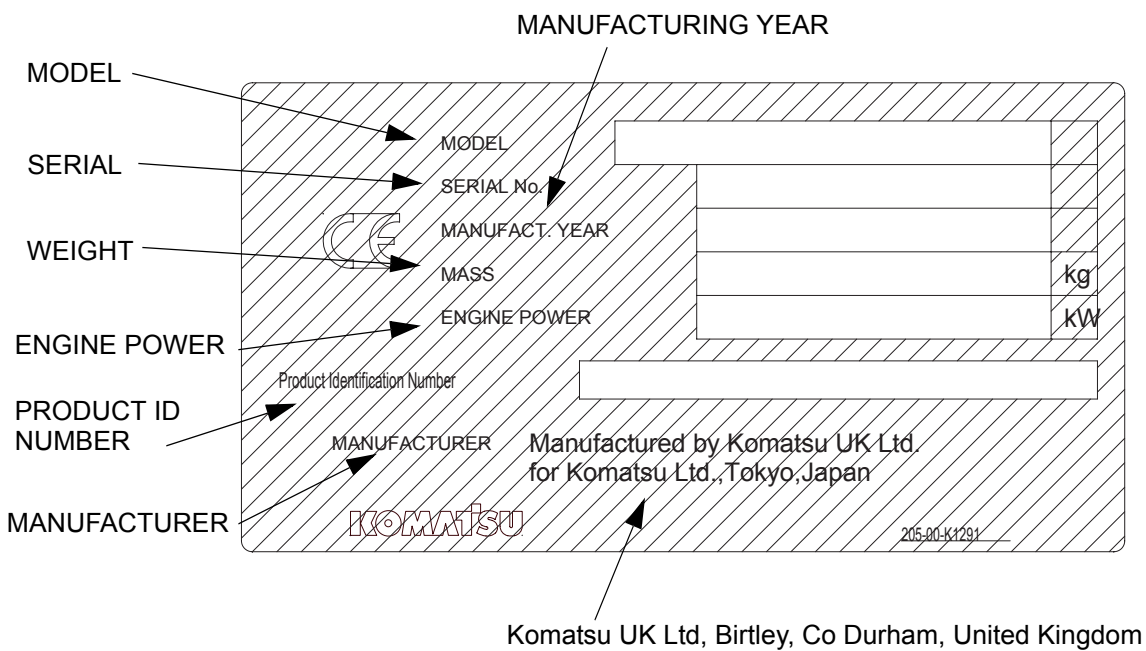 MANUFACTURING YEAR
MODEL
MODEL
SERIAL
SERIAL No.
MANUFACT. YEAR
CE
WEIGHT
MASS
kg
ENGINE POWER
kW
ENGINE POWER
Product Identification Number
PRODUCT ID
NUMBER
MANUFACTURER
Manufactured by Komatsu UK Ltd.
for Komatsu Ltd.,Tokyo,Japan
MANUFACTURER
KOMATSU
205-00-K1291
Komatsu UK Ltd, Birtley, Co Durham, United Kingdom